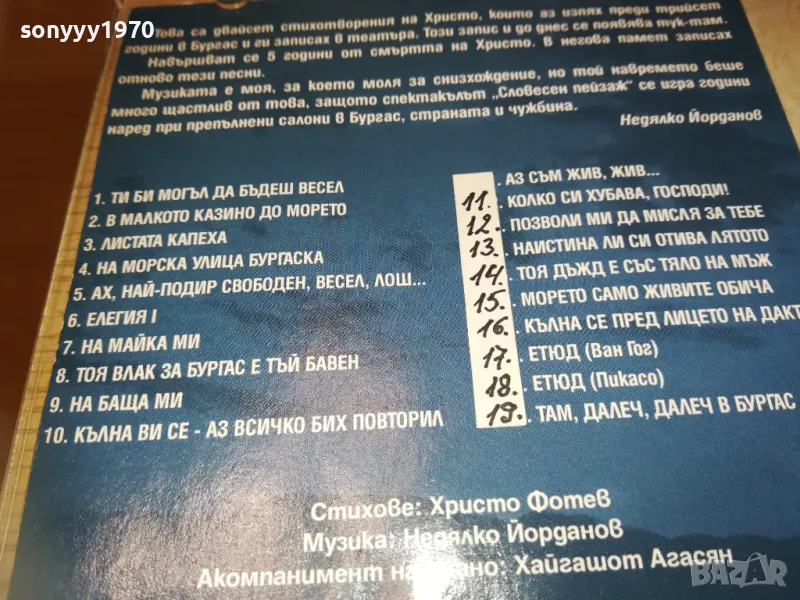 sonyyy1970
Това са двайсет стихотворения на Христо, които аз изпях преди трийсет
години в Бургас и ги записах в театъра. Този запис и до днес се появява тук-там.
Навършват се 5 години от смъртта на Христо. В негова памет записах
отново тези песни.
Музиката е моя, за което моля за снизхождение, но той навремето беше
много щастлив от това, защото спектакълът „Словесен пейзаж" се игра години
наред при препълнени салони в Бургас, страната и чужбина.
Недялко Йорданов
1. ТИ БИ МОГЪЛ ДА БЪДЕШ ВЕСЕЛ
2. В МАЛКОТО КАЗИНО ДО МОРЕТО
3. ЛИСТАТА КАПЕХА
4. НА МОРСКА УЛИЦА БУРГАСКА
5. АХ, НАЙ-ПОДИР СВОБОДЕН, ВЕСЕЛ, ЛОШ...
6. ЕЛЕГИЯ I
7. НА МАЙКА МИ
8. ТОЯ ВЛАК ЗА БУРГАС Е ТЪЙ БАВЕН
9. НА БАЩА МИ
10. КЪЛНА ВИ СЕ - АЗ ВСИЧКО БИХ ПОВТОРИЛ
. АЗ СЪМ ЖИВ, ЖИВ...
11. . КОЛКО СИ ХУБАВА, ГОСПОДИ!
12. . ПОЗВОЛИ МИ ДА МИСЛЯ ЗА ТЕБЕ
13. . НАИСТИНА ЛИ СИ ОТИВА ЛЯТОТО
14. . ТОЯ ДЪЖД Е СЪС ТЯЛО НА МЪЖ
15. . МОРЕТО САМО ЖИВИТЕ ОБИЧА
16. . КЪЛНА СЕ ПРЕД ЛИЦЕТО НА ДАКТ
17. . ЕТЮД (Ван Гог)
18. . ЕТЮД (Пикасо)
19. . ТАМ, ДАЛЕЧ, ДАЛЕЧ В БУРГАС
Стихове: Христо Фотев
Музика: Недялко Йорданов
Акомпанимент на пиано: Хайгашот Агасян
BAZAR
bazar.bg